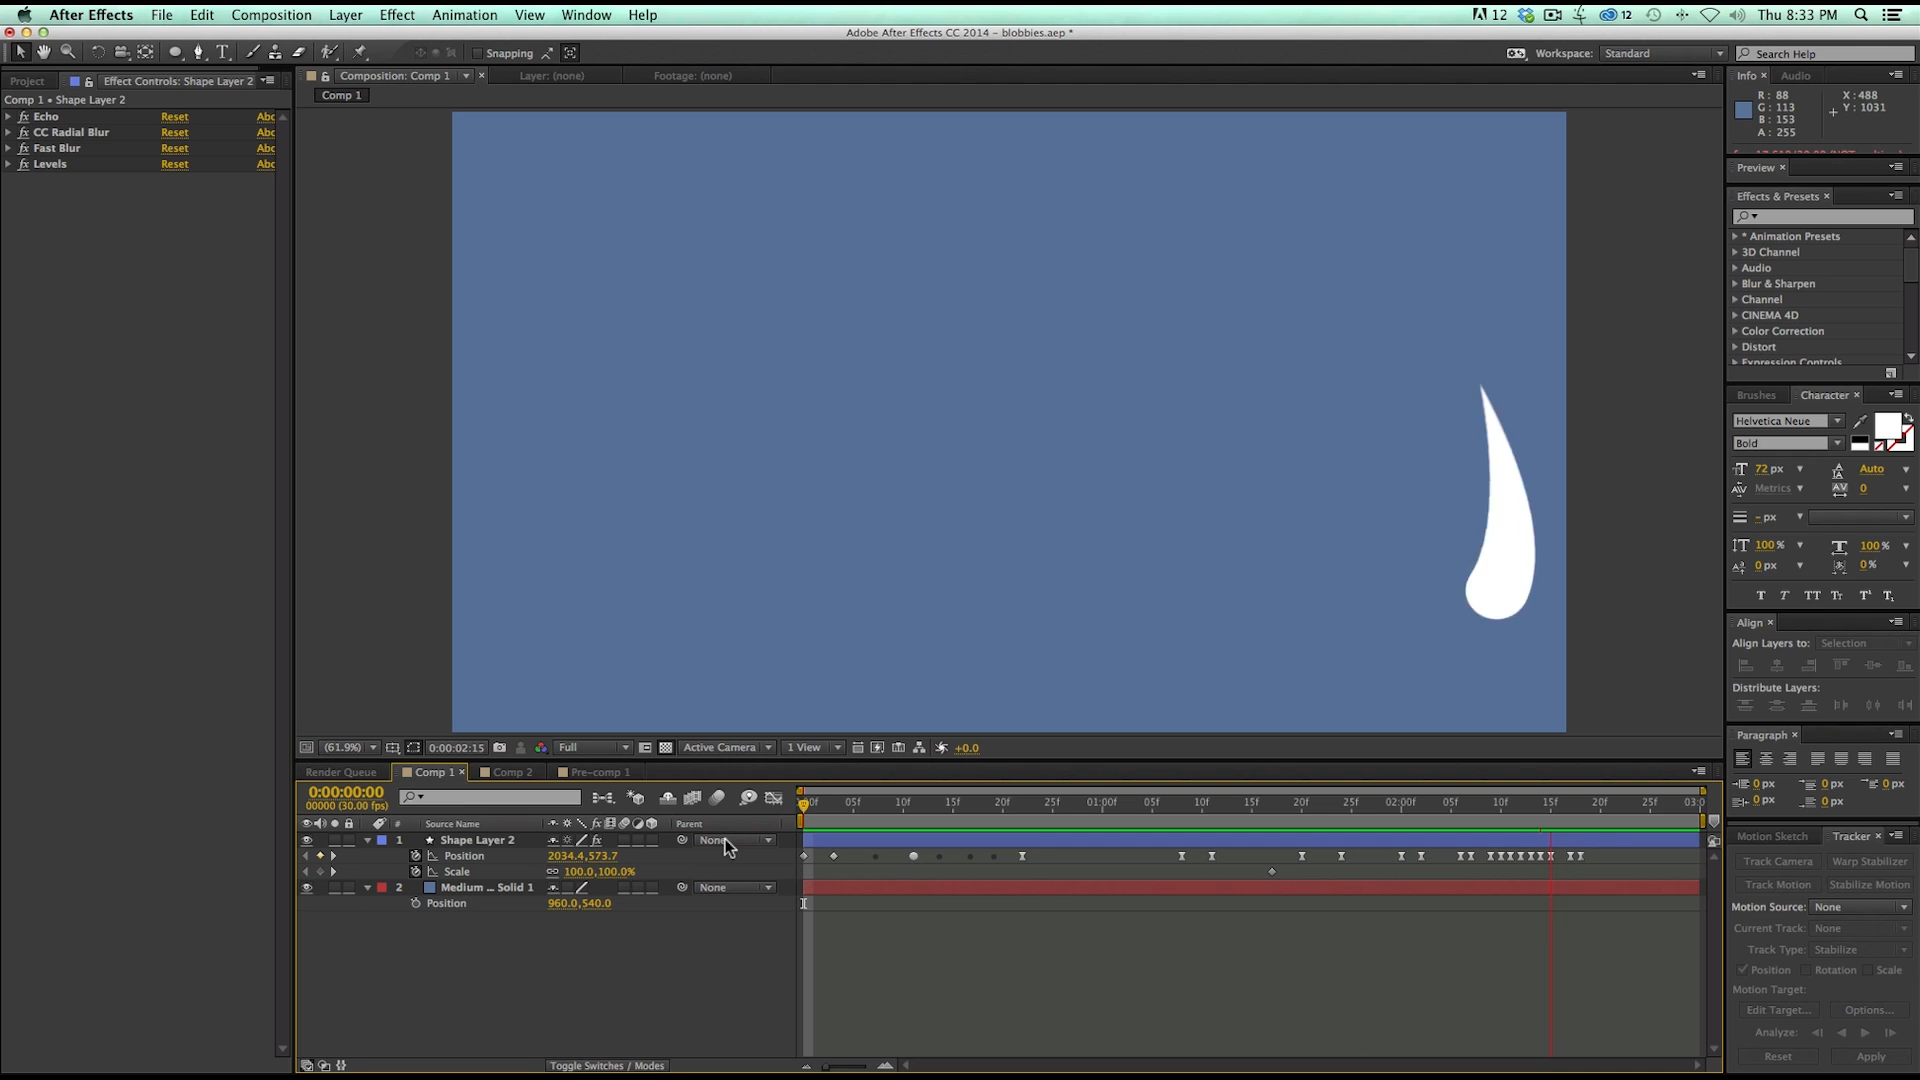 After Effects File Edit Composition Layer Effect Animation View Window Help 12 12 Thu 8:33 PM
Adobe After Effects CC 2014 – blobbies.aep *
Snapping Workspace: Standard Search Help
Project Effect Controls: Shape Layer 2 Composition: Comp 1 Layer: (none) Footage: (none) Info Audio
Comp 1 • Shape Layer 2
Comp 1
Echo Reset Abc
CC Radial Blur Reset Abc
Fast Blur Reset Abc
Levels Reset Abc
R: 88 X: 488
G: 113 Y: 1031
B: 153
A: 255
Preview
Effects & Presets
* Animation Presets
3D Channel
Audio
Blur & Sharpen
Channel
CINEMA 4D
Color Correction
Distort
Expression Controls
Brushes Character
Helvetica Neue
Bold
72 px Auto
Metrics 0
- px
100 % 100 %
0 px 0 %
T T TT Tr T¹ T₁
Align
Align Layers to: Selection
Distribute Layers:
Paragraph
0 px 0 px 0 px
0 px 0 px
(61.9%) 0:00:02:15 Full Active Camera 1 View +0.0
Render Queue Comp 1 Comp 2 Pre-comp 1
0:00:00:00
00000 (30.00 fps)
05f 10f 15f 20f 25f 01:00f 05f 10f 15f 20f 25f 02:00f 05f 10f 15f 20f 25f 03:0
# Source Name Parent
1 Shape Layer 2 None
Position 2034.4,573.7
Scale 100.0,100.0%
2 Medium ... Solid 1 None
Position 960.0,540.0
Toggle Switches / Modes
Motion Sketch Tracker
Track Camera Warp Stabilizer
Track Motion Stabilize Motion
Motion Source: None
Current Track: None
Track Type: Stabilize
Position Rotation Scale
Motion Target:
Edit Target... Options...
Analyze:
Reset Apply